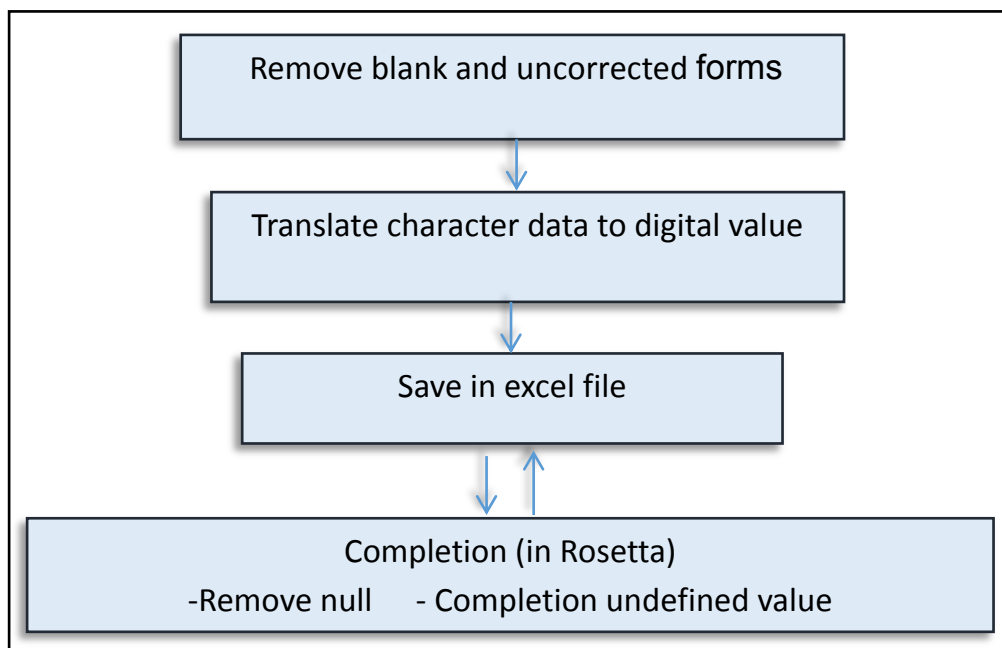 Remove blank and uncorrected forms
Translate character data to digital value
Save in excel file
Completion (in Rosetta)
-Remove null - Completion undefined value